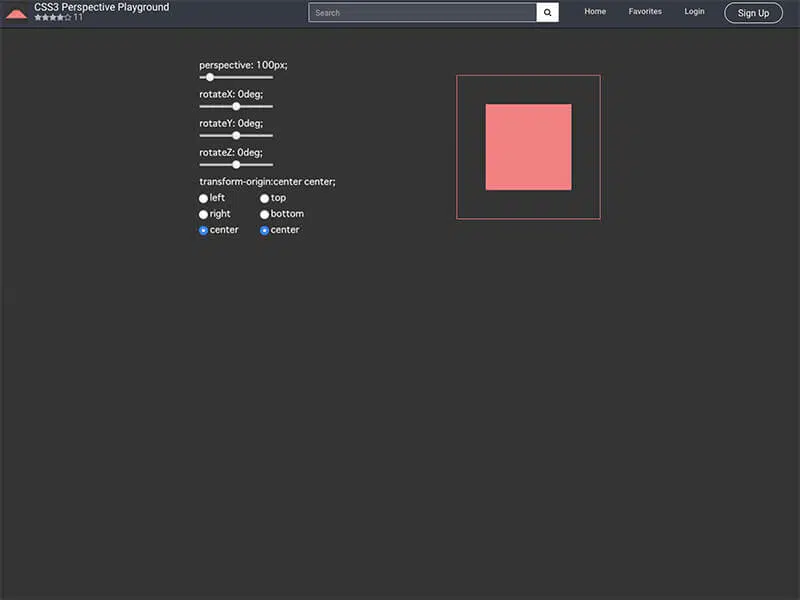 CSS3 Perspective Playground
11
Search
Home
Favorites
Login
Sign Up
perspective: 100px;
rotateX: 0deg;
rotateY: 0deg;
rotateZ: 0deg;
transform-origin:center center;
left
top
right
bottom
center
center